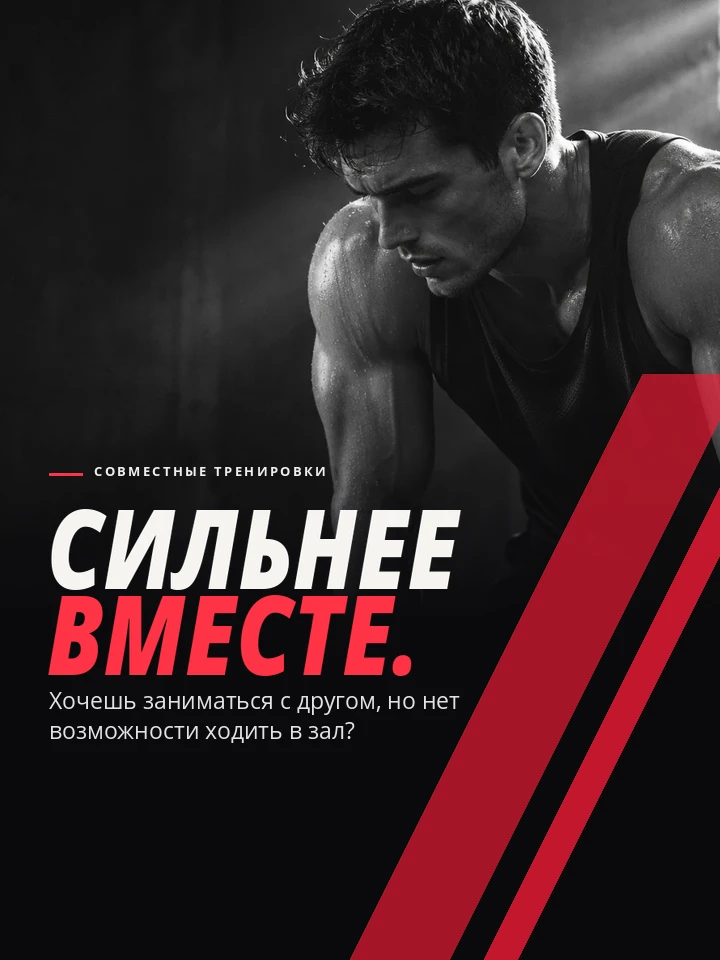 СОВМЕСТНЫЕ ТРЕНИРОВКИ
СИЛЬНЕЕ
ВМЕСТЕ.
Хочешь заниматься с другом, но нет
возможности ходить в зал?